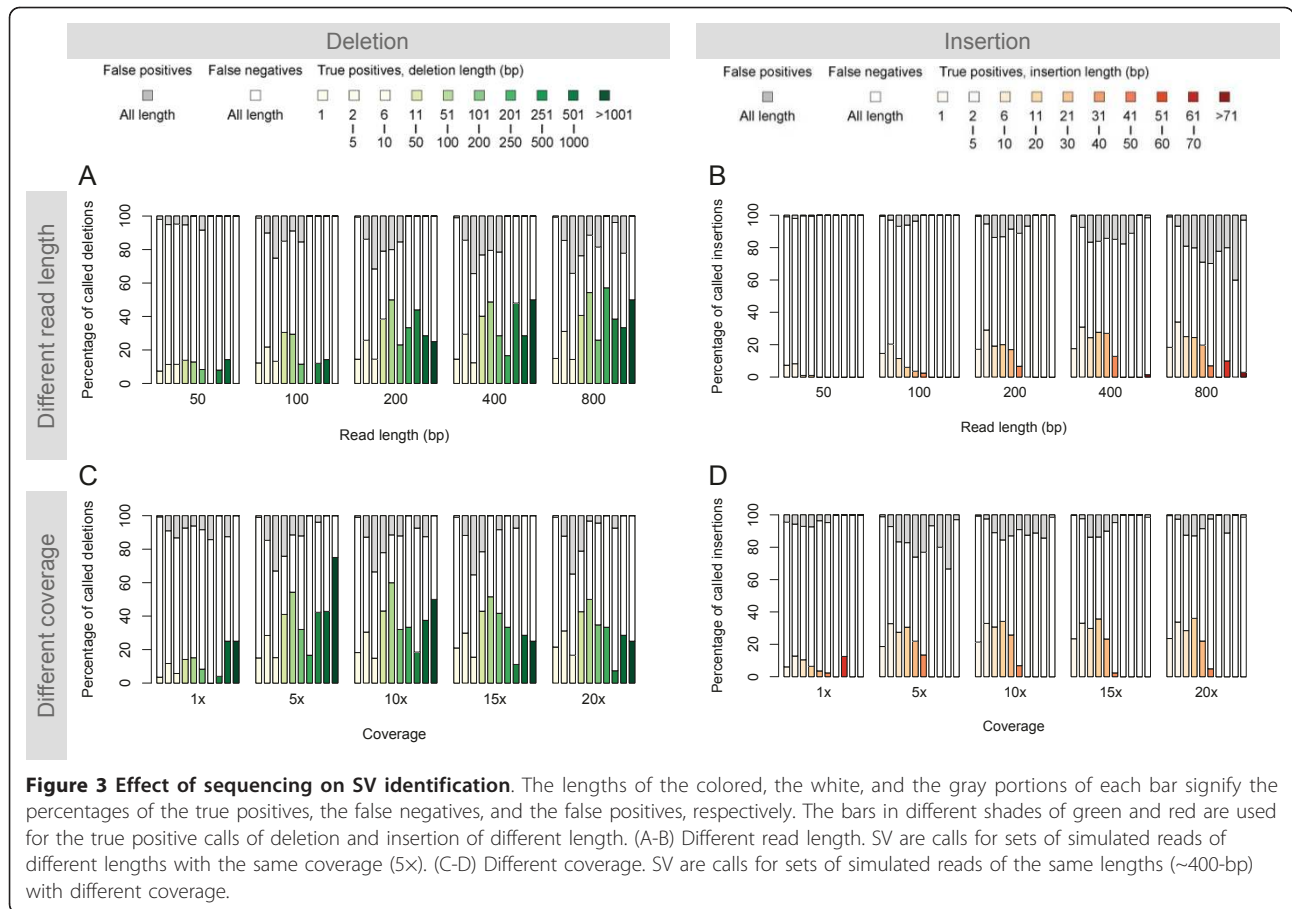 Deletion
Insertion
False positives False negatives True positives, deletion length (bp)
All length All length 1 2 6 11 51 101 201 251 501 >1001
5 10 50 100 200 250 500 1000
False positives False negatives True positives, insertion length (bp)
All length All length 1 2 6 11 21 31 41 51 61 >71
5 10 20 30 40 50 60 70
Different read length
A
Percentage of called deletions
100
80
60
40
20
0
50 100 200 400 800
Read length (bp)
B
Percentage of called insertions
100
80
60
40
20
0
50 100 200 400 800
Read length (bp)
Different coverage
C
Percentage of called deletions
100
80
60
40
20
0
1x 5x 10x 15x 20x
Coverage
D
Percentage of called insertions
100
80
60
40
20
0
1x 5x 10x 15x 20x
Coverage
Figure 3 Effect of sequencing on SV identification. The lengths of the colored, the white, and the gray portions of each bar signify the
percentages of the true positives, the false negatives, and the false positives, respectively. The bars in different shades of green and red are used
for the true positive calls of deletion and insertion of different length. (A-B) Different read length. SV are calls for sets of simulated reads of
different lengths with the same coverage (5×). (C-D) Different coverage. SV are calls for sets of simulated reads of the same lengths (~400-bp)
with different coverage.